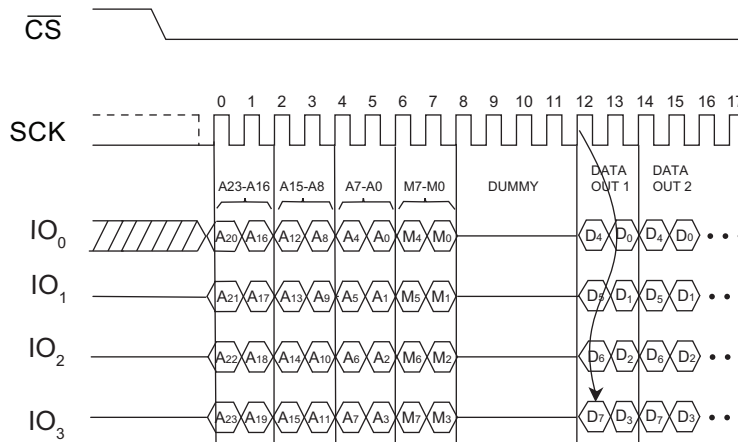 CS
0 1 2 3 4 5 6 7 8 9 10 11 12 13 14 15 16 17
SCK
A23-A16 A15-A8 A7-A0 M7-M0 DUMMY DATA OUT 1 DATA OUT 2
IO0 A20 A16 A12 A8 A4 A0 M4 M0 D4 D0 D4 D0
IO1 A21 A17 A13 A9 A5 A1 M5 M1 D5 D1 D5 D1
IO2 A22 A18 A14 A10 A6 A2 M6 M2 D6 D2 D6 D2
IO3 A23 A19 A15 A11 A7 A3 M7 M3 D7 D3 D7 D3